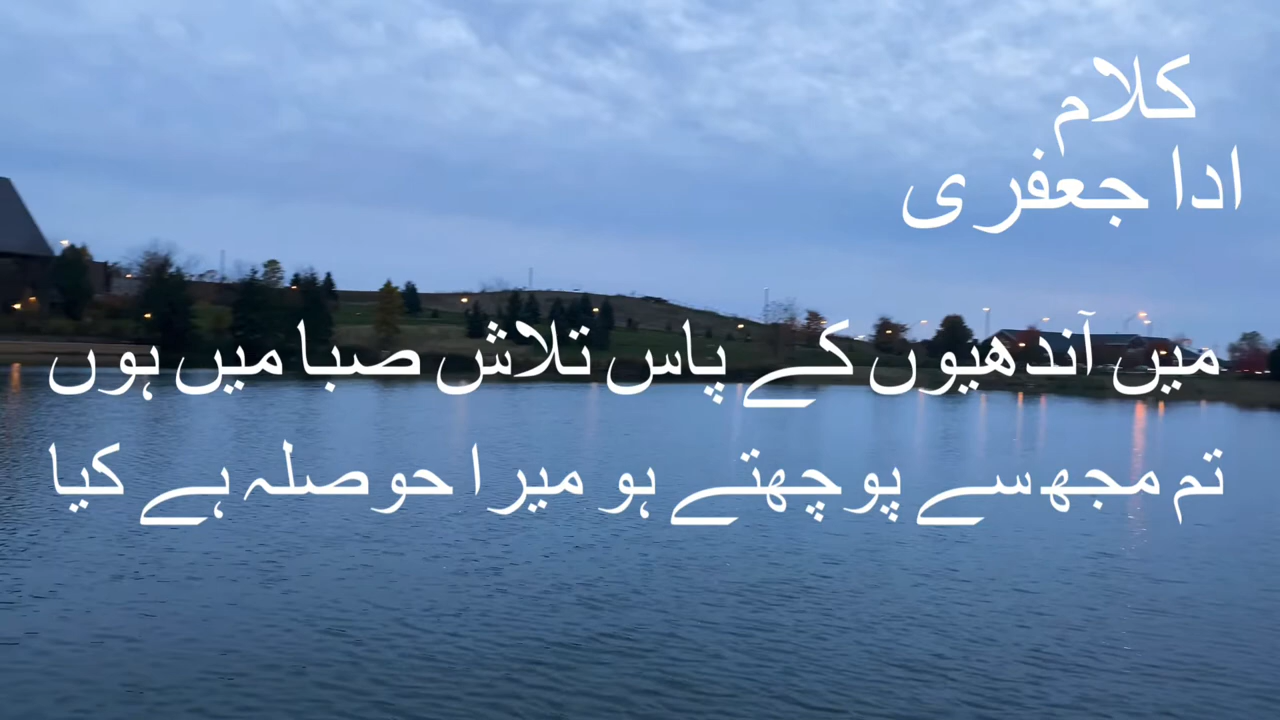 کلام
ادا جعفری
میں آندھیوں کے پاس تلاش صبا میں ہوں
تم مجھ سے پوچھتے ہو میرا حوصلہ ہے کیا